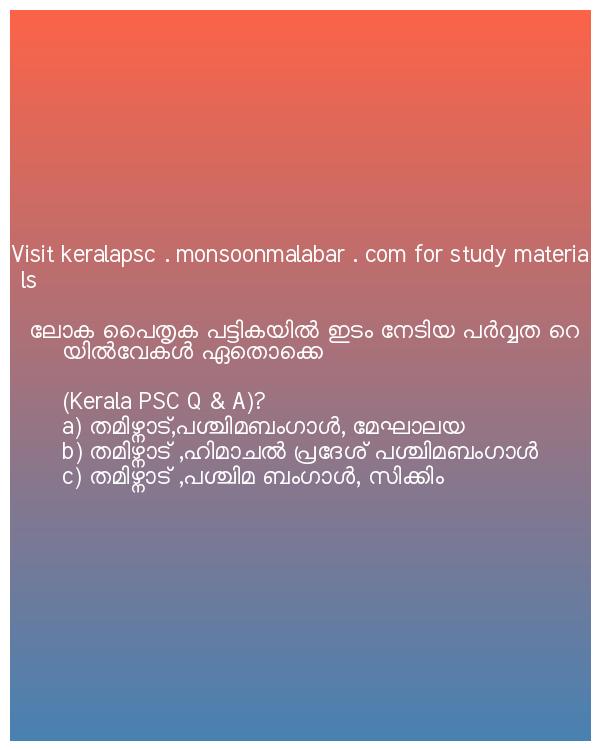 Visit keralapsc . monsoonmalabar . com for study materia
ls
ലോക പൈതൃക പട്ടികയിൽ ഇടം നേടിയ പർവ്വത റെ
യിൽവേകൾ ഏതൊക്കെ
(Kerala PSC Q & A)?
a) തമിഴ്നാട്,പശ്ചിമബംഗാൾ, മേഘാലയ
b) തമിഴ്നാട് ,ഹിമാചൽ പ്രദേശ് പശ്ചിമബംഗാൾ
c) തമിഴ്നാട് ,പശ്ചിമ ബംഗാൾ, സിക്കിം